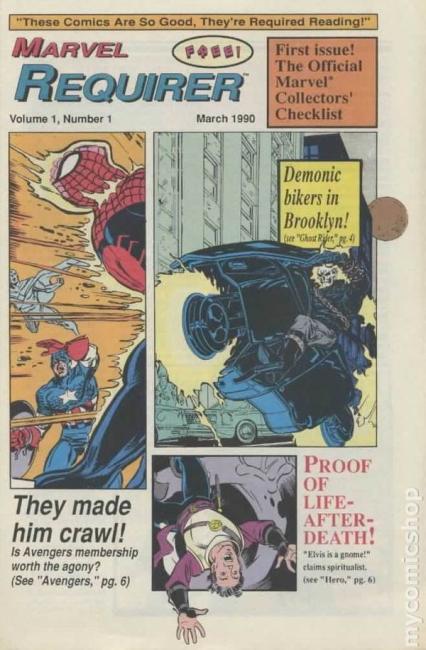 "These Comics Are So Good, They're Required Reading!"
MARVEL
FREE!
REQUIRER™
Volume 1, Number 1
March 1990
First issue!
The Official
Marvel®
Collectors'
Checklist
Demonic
bikers in
Brooklyn!
(see "Ghost Rider," pg. 4)
They made
him crawl!
Is Avengers membership
worth the agony?
(See "Avengers," pg. 6)
PROOF
OF
LIFE-
AFTER-
DEATH!
"Elvis is a gnome!"
claims spiritualist.
(see "Hero," pg. 6)
mycomicshop